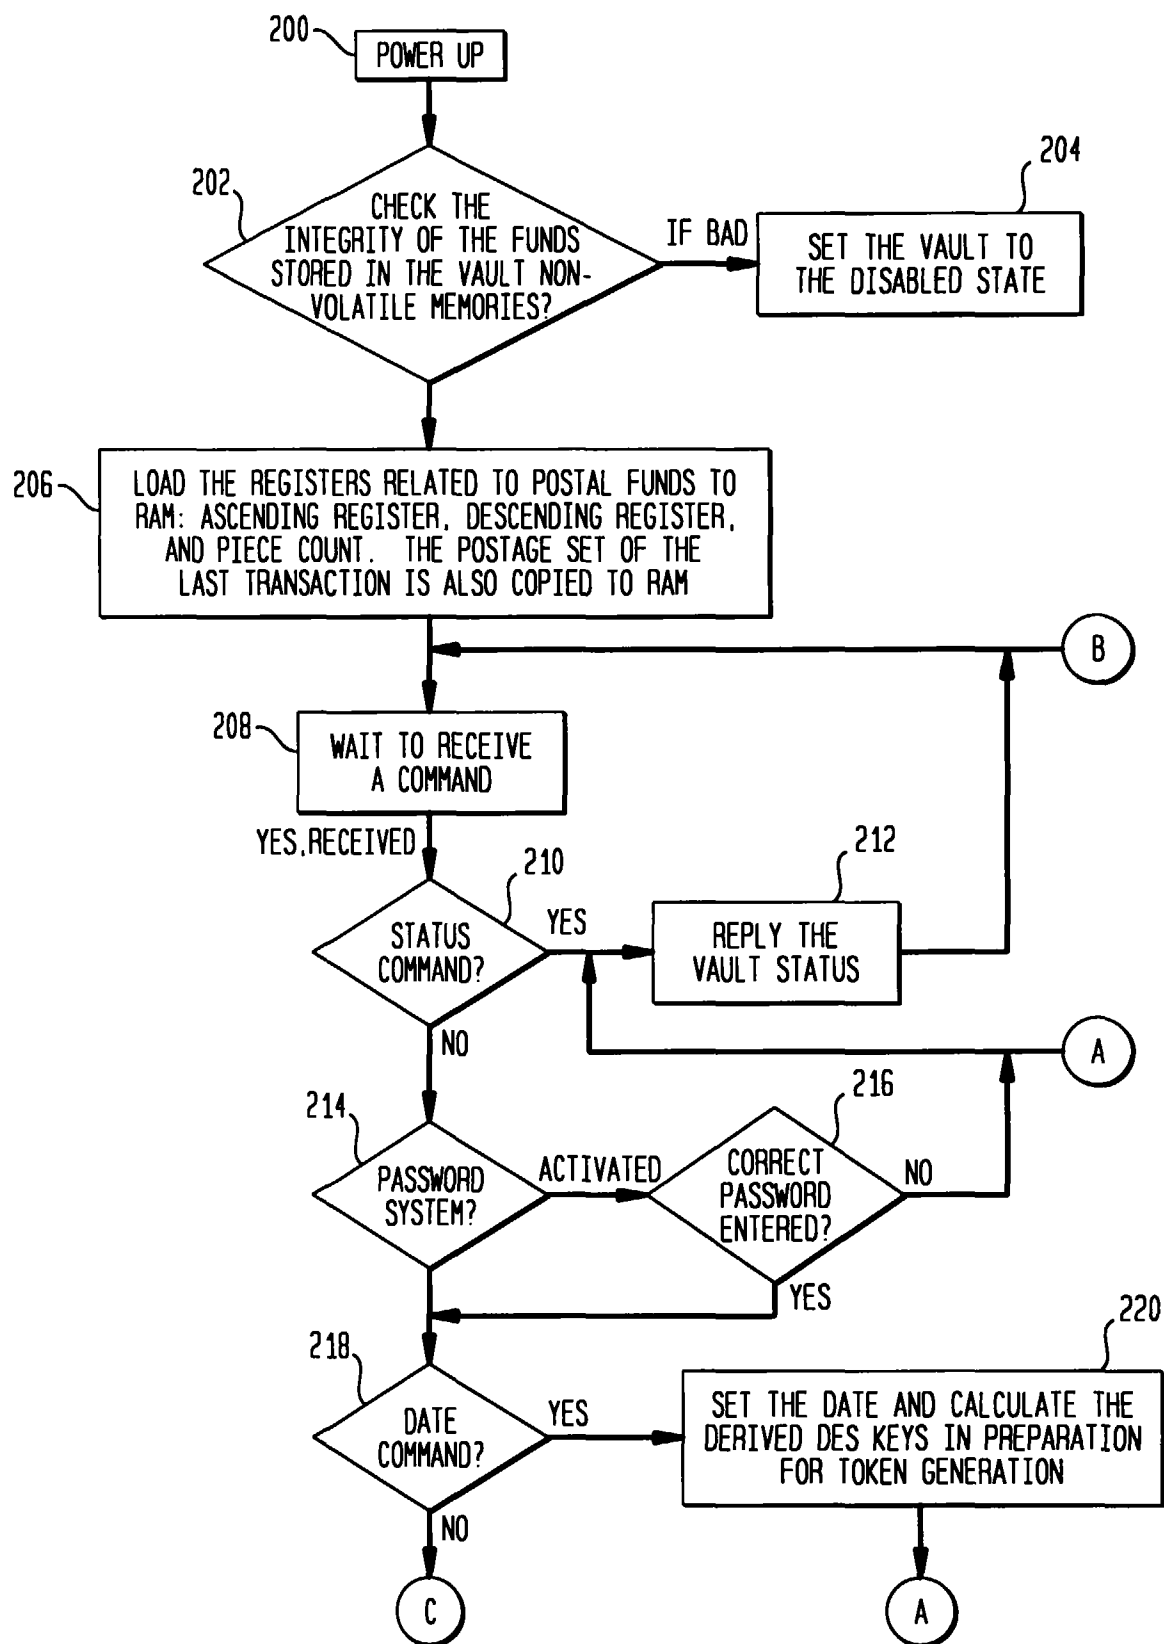 200
POWER UP
202
CHECK THE
INTEGRITY OF THE FUNDS
STORED IN THE VAULT NON-
VOLATILE MEMORIES?
IF BAD
204
SET THE VAULT TO
THE DISABLED STATE
206
LOAD THE REGISTERS RELATED TO POSTAL FUNDS TO
RAM: ASCENDING REGISTER, DESCENDING REGISTER,
AND PIECE COUNT. THE POSTAGE SET OF THE
LAST TRANSACTION IS ALSO COPIED TO RAM
B
208
WAIT TO RECEIVE
A COMMAND
YES,RECEIVED
210
STATUS
COMMAND?
YES
212
REPLY THE
VAULT STATUS
NO
A
214
PASSWORD
SYSTEM?
ACTIVATED
216
CORRECT
PASSWORD
ENTERED?
NO
YES
218
DATE
COMMAND?
YES
220
SET THE DATE AND CALCULATE THE
DERIVED DES KEYS IN PREPARATION
FOR TOKEN GENERATION
NO
C
A